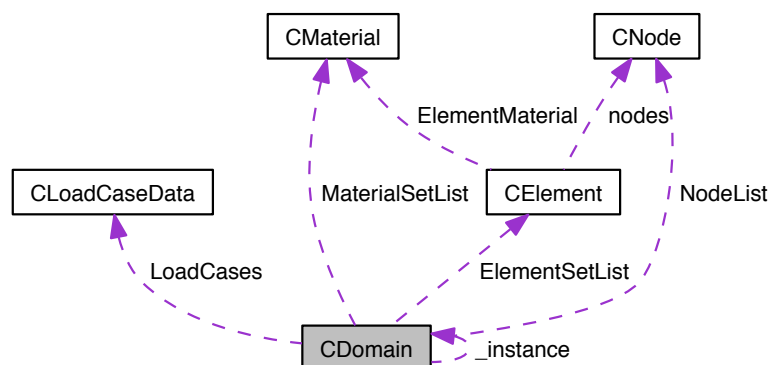 CMaterial
CNode
ElementMaterial
nodes
CLoadCaseData
MaterialSetList
CElement
NodeList
LoadCases
ElementSetList
CDomain
_instance